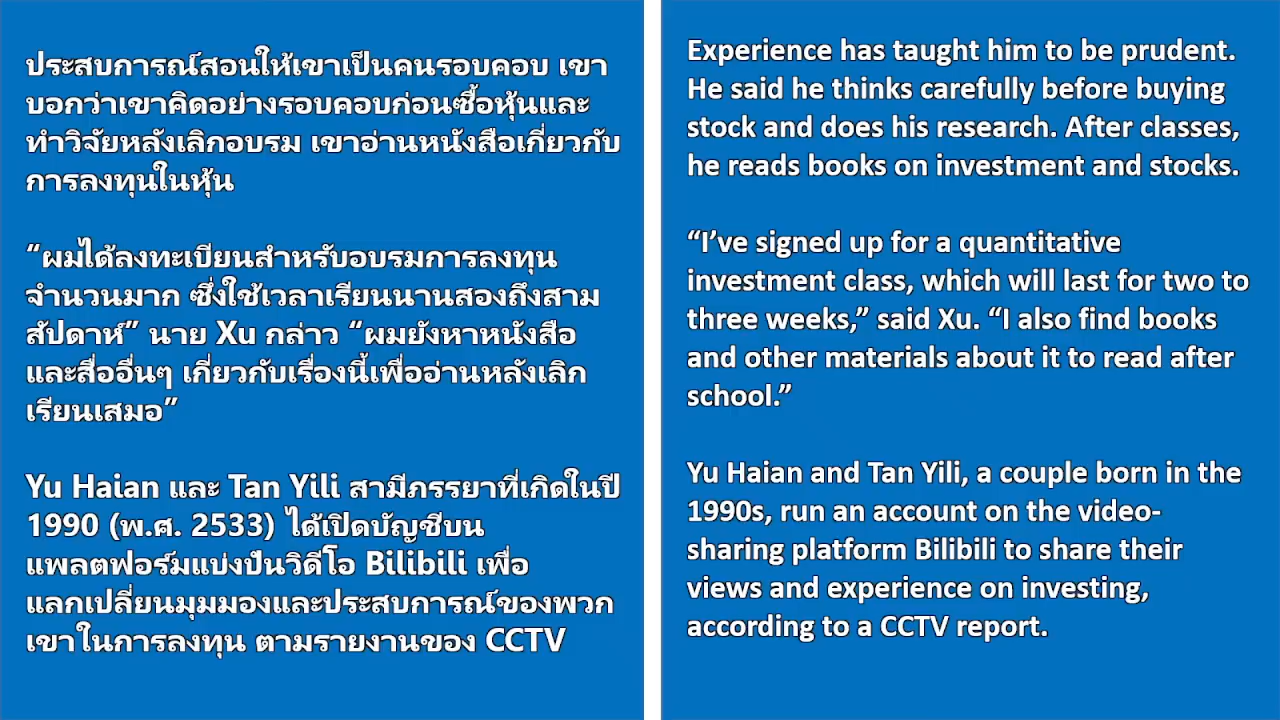 ประสบการณ์สอนให้เขาเป็นคนรอบคอบ เขา
บอกว่าเขาคิดอย่างรอบคอบก่อนซื้อหุ้นและ
ทำวิจัยหลังเลิกอบรม เขาอ่านหนังสือเกี่ยวกับ
การลงทุนในหุ้น
“ผมได้ลงทะเบียนสำหรับอบรมการลงทุน
จำนวนมาก ซึ่งใช้เวลาเรียนนานสองถึงสาม
สัปดาห์” นาย Xu กล่าว “ผมยังหาหนังสือ
และสื่ออื่นๆ เกี่ยวกับเรื่องนี้เพื่ออ่านหลังเลิก
เรียนเสมอ”
Yu Haian และ Tan Yili สามีภรรยาที่เกิดในปี
1990 (พ.ศ. 2533) ได้เปิดบัญชีบน
แพลตฟอร์มแบ่งปันวิดีโอ Bilibili เพื่อ
แลกเปลี่ยนมุมมองและประสบการณ์ของพวก
เขาในการลงทุน ตามรายงานของ CCTV
Experience has taught him to be prudent.
He said he thinks carefully before buying
stock and does his research. After classes,
he reads books on investment and stocks.
“I’ve signed up for a quantitative
investment class, which will last for two to
three weeks,” said Xu. “I also find books
and other materials about it to read after
school.”
Yu Haian and Tan Yili, a couple born in the
1990s, run an account on the video-
sharing platform Bilibili to share their
views and experience on investing,
according to a CCTV report.